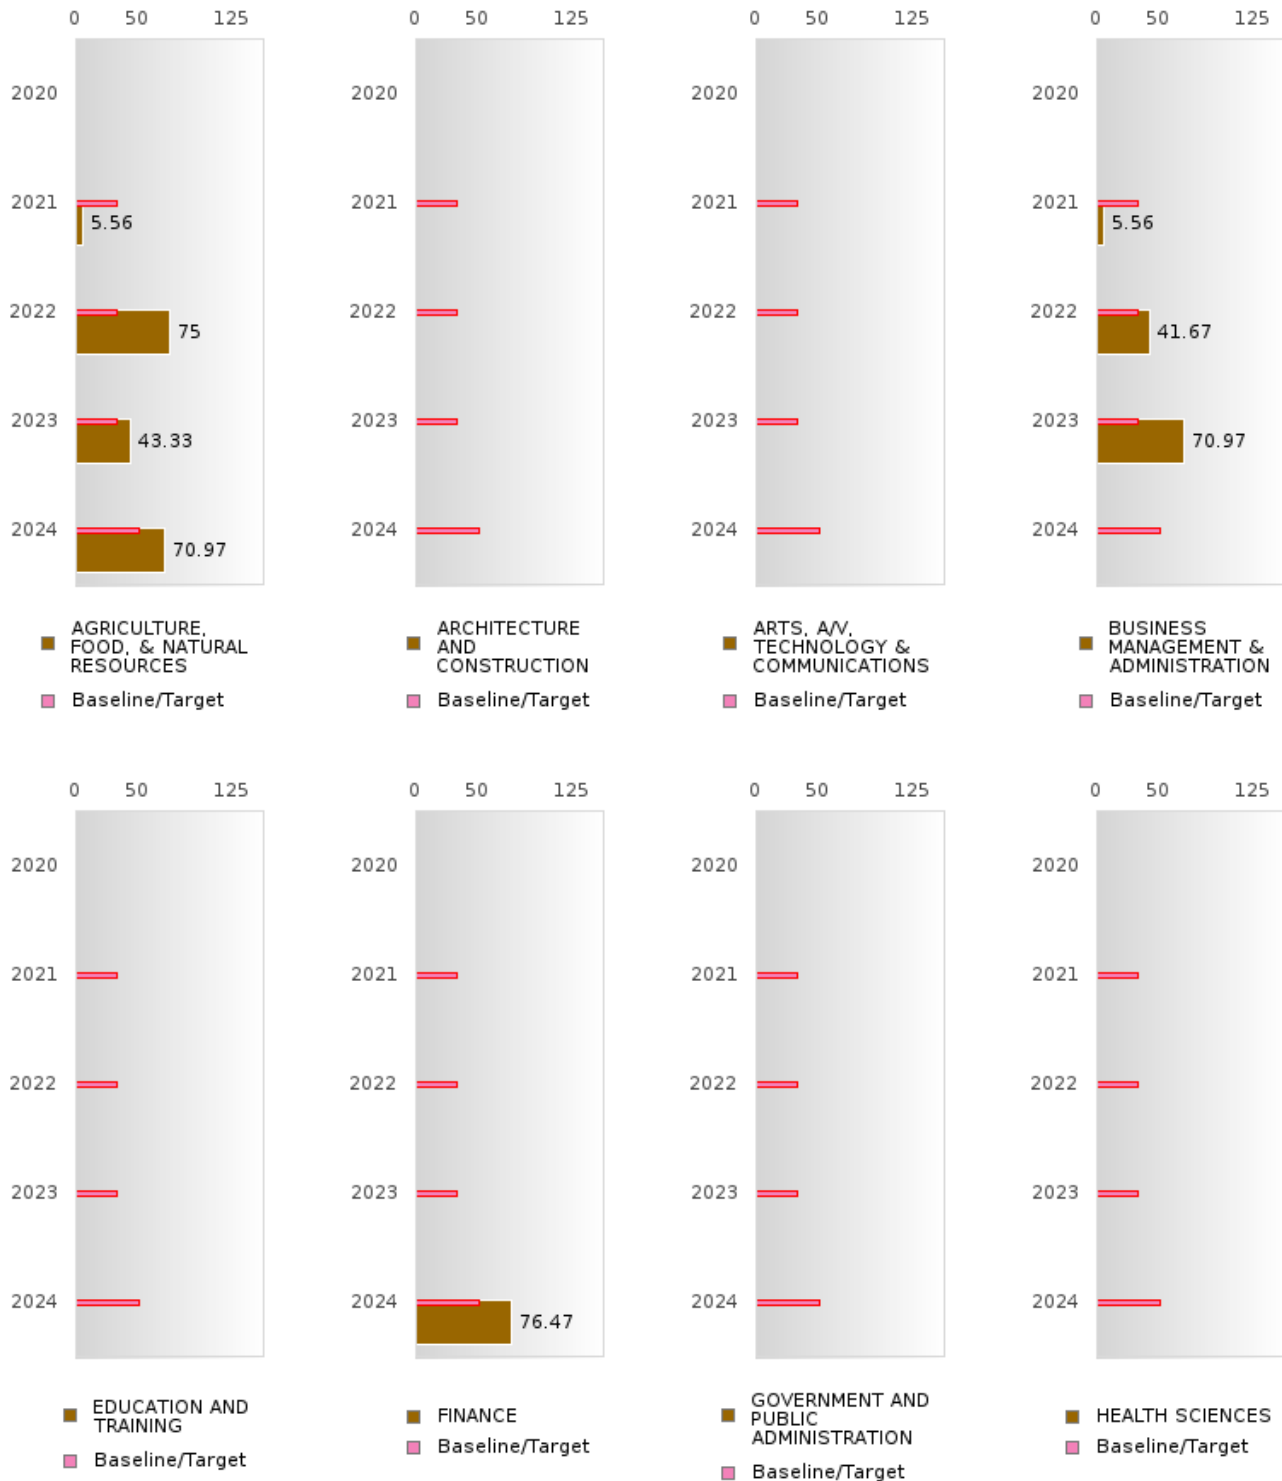 0 50 125
2020
2021
5.56
2022
75
2023
43.33
2024
70.97
AGRICULTURE,
FOOD, & NATURAL
RESOURCES
Baseline/Target
0 50 125
2020
2021
2022
2023
2024
ARCHITECTURE
AND
CONSTRUCTION
Baseline/Target
0 50 125
2020
2021
2022
2023
2024
ARTS, A/V,
TECHNOLOGY &
COMMUNICATIONS
Baseline/Target
0 50 125
2020
2021
5.56
2022
41.67
2023
70.97
2024
BUSINESS
MANAGEMENT &
ADMINISTRATION
Baseline/Target
0 50 125
2020
2021
2022
2023
2024
EDUCATION AND
TRAINING
Baseline/Target
0 50 125
2020
2021
2022
2023
2024
76.47
FINANCE
Baseline/Target
0 50 125
2020
2021
2022
2023
2024
GOVERNMENT AND
PUBLIC
ADMINISTRATION
Baseline/Target
0 50 125
2020
2021
2022
2023
2024
HEALTH SCIENCES
Baseline/Target